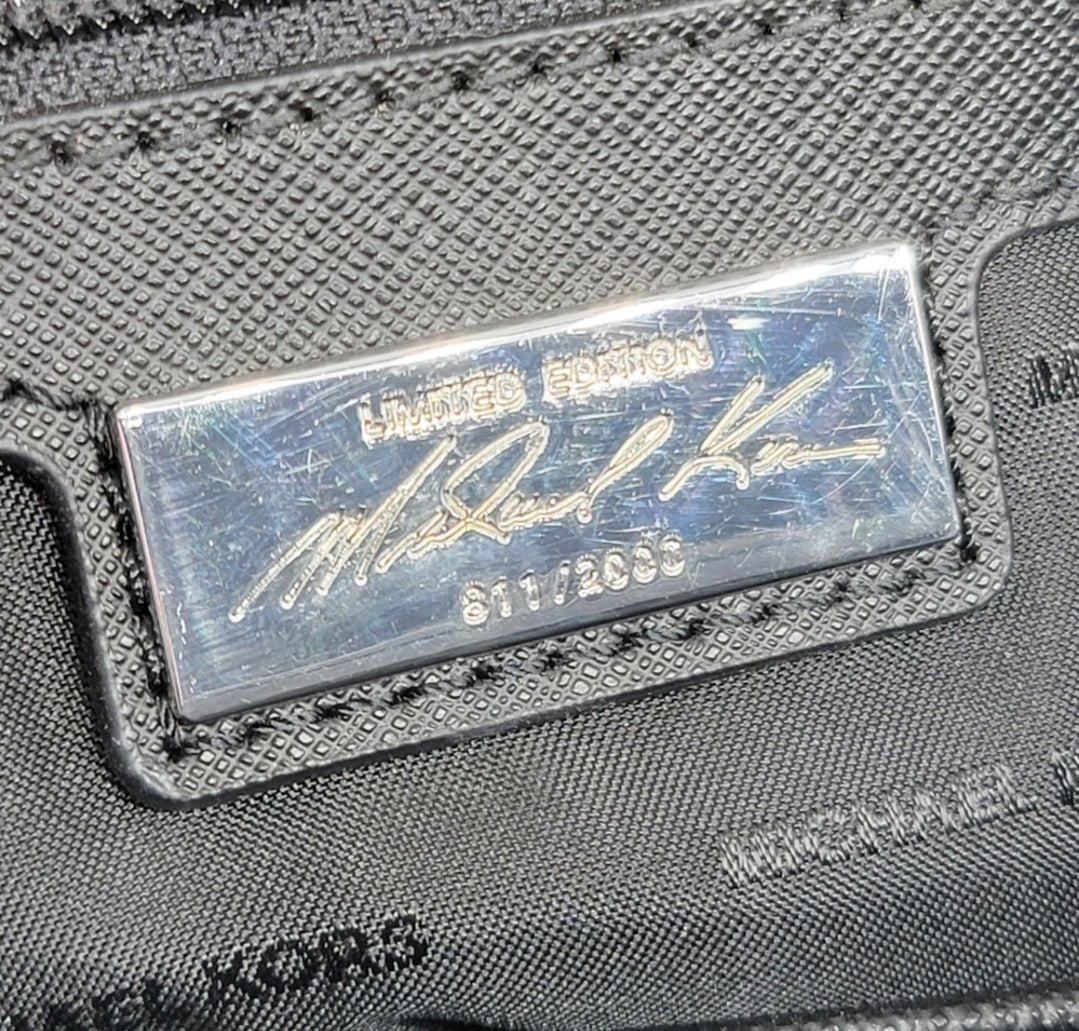 LIMITED EDITION
Michael Kors
811/2000
MICHAEL
KORS